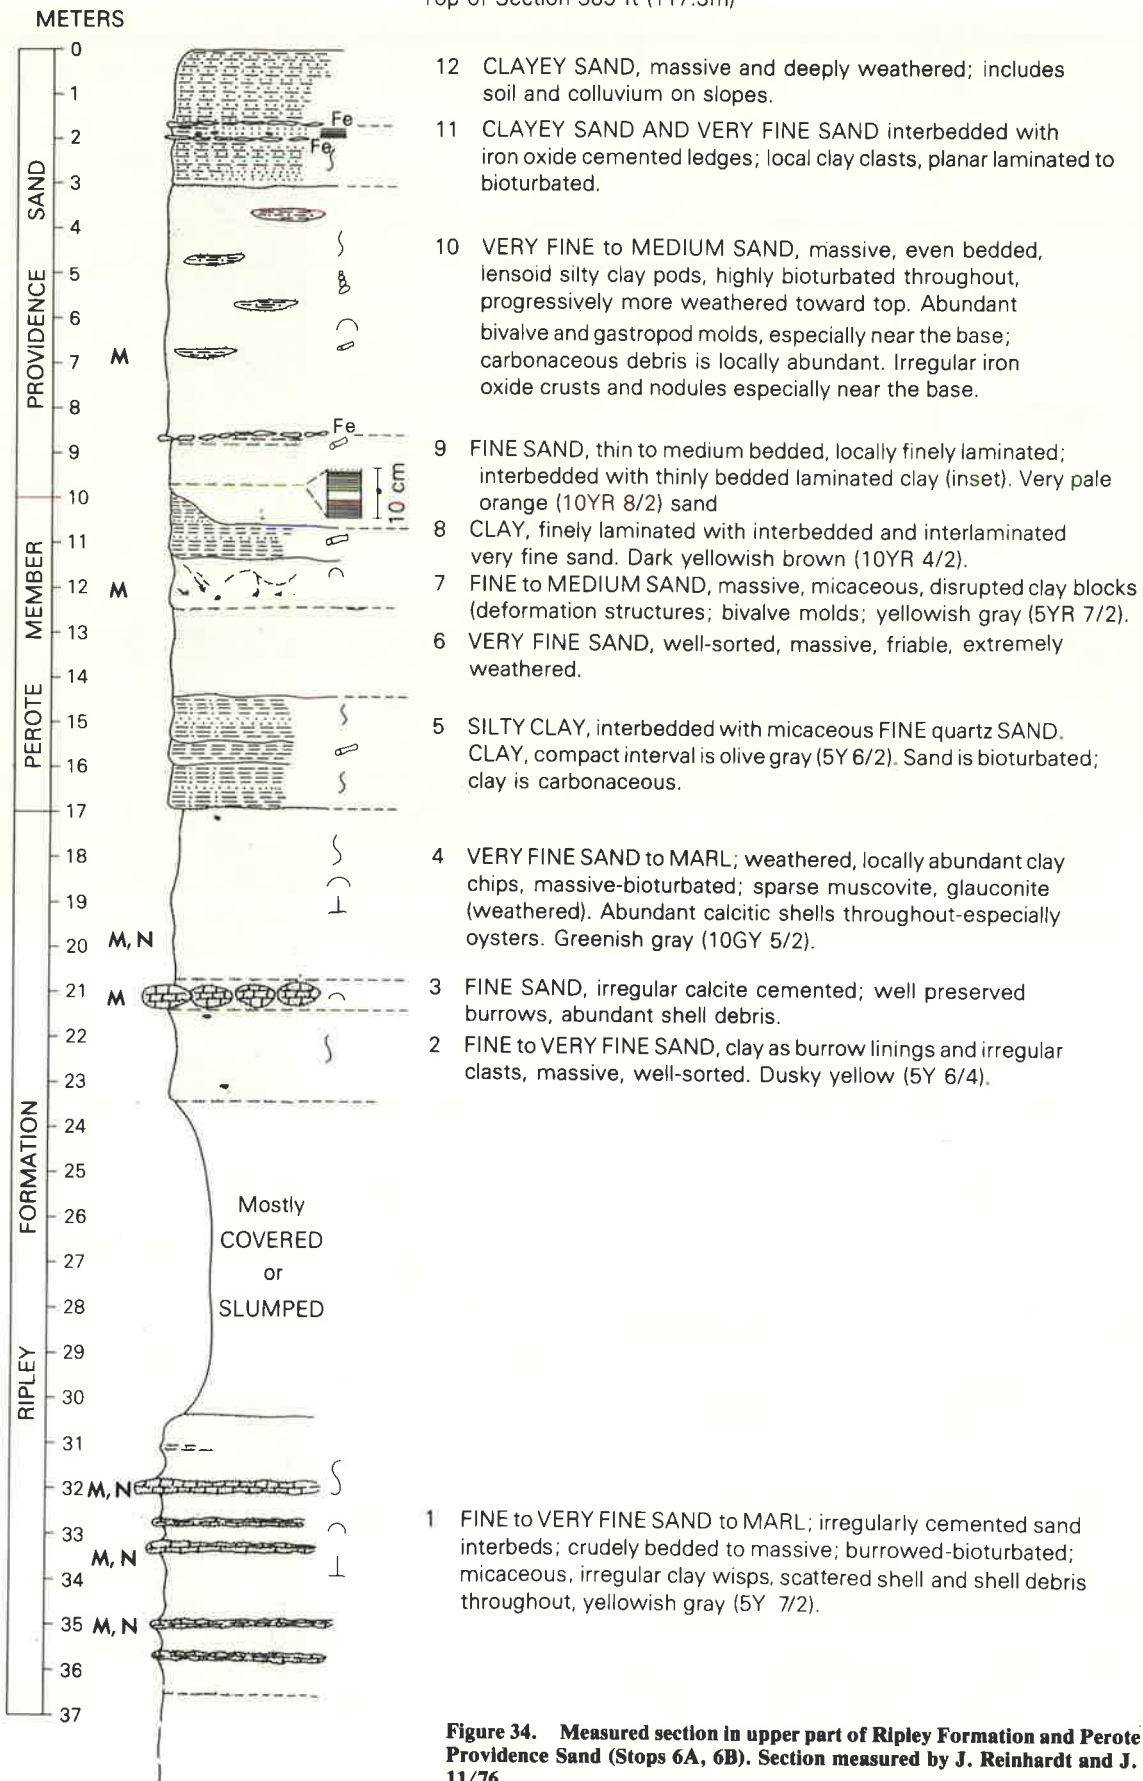 Top of Section 385 ft (117.3m)
METERS
0
1
2
3
4
5
6
7
8
9
10
11
12
13
14
15
16
17
18
19
20
21
22
23
24
25
26
27
28
29
30
31
32
33
34
35
36
37
PROVIDENCE SAND
PEROTE MEMBER
RIPLEY FORMATION
Fe
Fe
M
Fe
10 cm
M
M, N
M
Mostly
COVERED
or
SLUMPED
M, N
M, N
M, N
12 CLAYEY SAND, massive and deeply weathered; includes
soil and colluvium on slopes.
11 CLAYEY SAND AND VERY FINE SAND interbedded with
iron oxide cemented ledges; local clay clasts, planar laminated to
bioturbated.
10 VERY FINE to MEDIUM SAND, massive, even bedded,
lensoid silty clay pods, highly bioturbated throughout,
progressively more weathered toward top. Abundant
bivalve and gastropod molds, especially near the base;
carbonaceous debris is locally abundant. Irregular iron
oxide crusts and nodules especially near the base.
9 FINE SAND, thin to medium bedded, locally finely laminated;
interbedded with thinly bedded laminated clay (inset). Very pale
orange (10YR 8/2) sand
8 CLAY, finely laminated with interbedded and interlaminated
very fine sand. Dark yellowish brown (10YR 4/2).
7 FINE to MEDIUM SAND, massive, micaceous, disrupted clay blocks
(deformation structures; bivalve molds; yellowish gray (5YR 7/2).
6 VERY FINE SAND, well-sorted, massive, friable, extremely
weathered.
5 SILTY CLAY, interbedded with micaceous FINE quartz SAND.
CLAY, compact interval is olive gray (5Y 6/2). Sand is bioturbated;
clay is carbonaceous.
4 VERY FINE SAND to MARL; weathered, locally abundant clay
chips, massive-bioturbated; sparse muscovite, glauconite
(weathered). Abundant calcitic shells throughout-especially
oysters. Greenish gray (10GY 5/2).
3 FINE SAND, irregular calcite cemented; well preserved
burrows, abundant shell debris.
2 FINE to VERY FINE SAND, clay as burrow linings and irregular
clasts, massive, well-sorted. Dusky yellow (5Y 6/4).
1 FINE to VERY FINE SAND to MARL; irregularly cemented sand
interbeds; crudely bedded to massive; burrowed-bioturbated;
micaceous, irregular clay wisps, scattered shell and shell debris
throughout, yellowish gray (5Y 7/2).
Figure 34. Measured section in upper part of Ripley Formation and Perote
Providence Sand (Stops 6A, 6B). Section measured by J. Reinhardt and J.
11/76